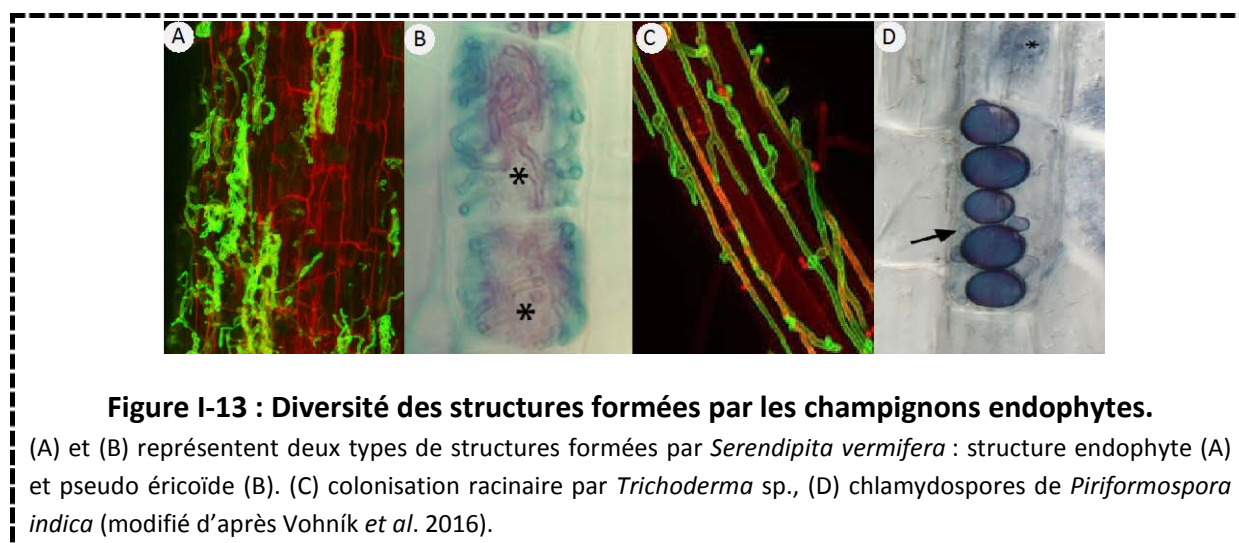 A B C D
* * *
Figure I-13 : Diversité des structures formées par les champignons endophytes.
(A) et (B) représentent deux types de structures formées par Serendipita vermifera : structure endophyte (A)
et pseudo éricoïde (B). (C) colonisation racinaire par Trichoderma sp., (D) chlamydospores de Piriformospora
indica (modifié d’après Vohník et al. 2016).